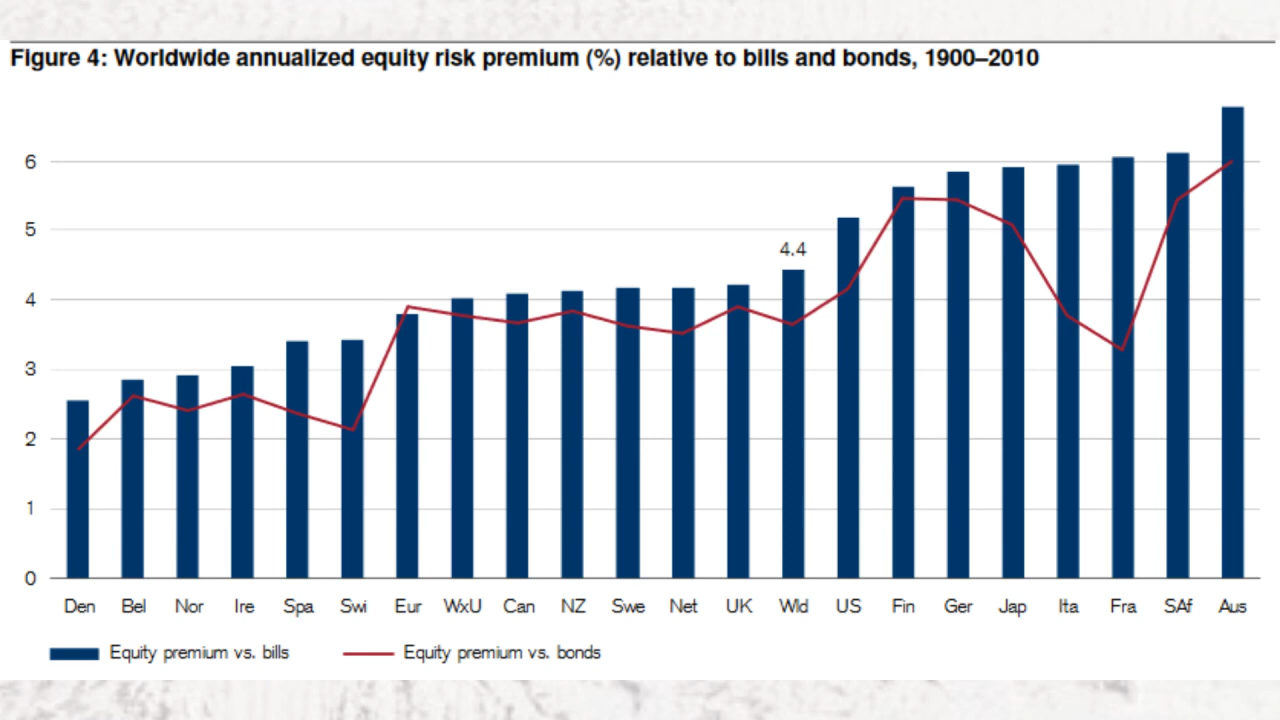 Figure 4: Worldwide annualized equity risk premium (%) relative to bills and bonds, 1900–2010
6
5
4.4
4
3
2
1
0
Den Bel Nor Ire Spa Swi Eur WxU Can NZ Swe Net UK Wld US Fin Ger Jap Ita Fra SAf Aus
Equity premium vs. bills Equity premium vs. bonds